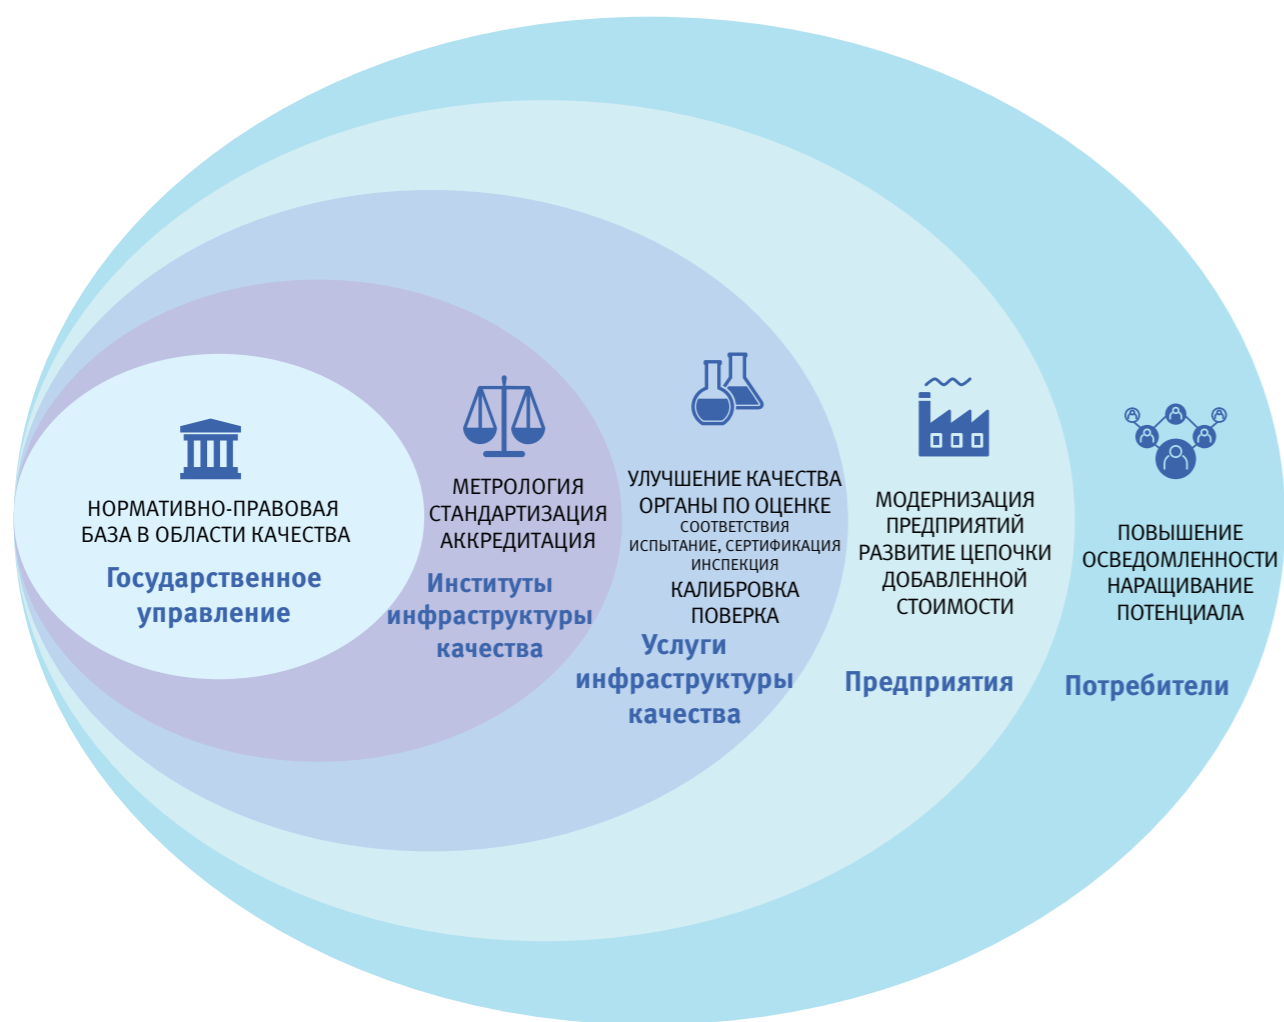 НОРМАТИВНО-ПРАВОВАЯ
БАЗА В ОБЛАСТИ КАЧЕСТВА
Государственное
управление
МЕТРОЛОГИЯ
СТАНДАРТИЗАЦИЯ
АККРЕДИТАЦИЯ
Институты
инфраструктуры
качества
УЛУЧШЕНИЕ КАЧЕСТВА
ОРГАНЫ ПО ОЦЕНКЕ
СООТВЕТСТВИЯ
ИСПЫТАНИЕ, СЕРТИФИКАЦИЯ
ИНСПЕКЦИЯ
КАЛИБРОВКА
ПОВЕРКА
Услуги
инфраструктуры
качества
МОДЕРНИЗАЦИЯ
ПРЕДПРИЯТИЙ
РАЗВИТИЕ ЦЕПОЧКИ
ДОБАВЛЕННОЙ
СТОИМОСТИ
Предприятия
ПОВЫШЕНИЕ
ОСВЕДОМЛЕННОСТИ
НАРАЩИВАНИЕ
ПОТЕНЦИАЛА
Потребители